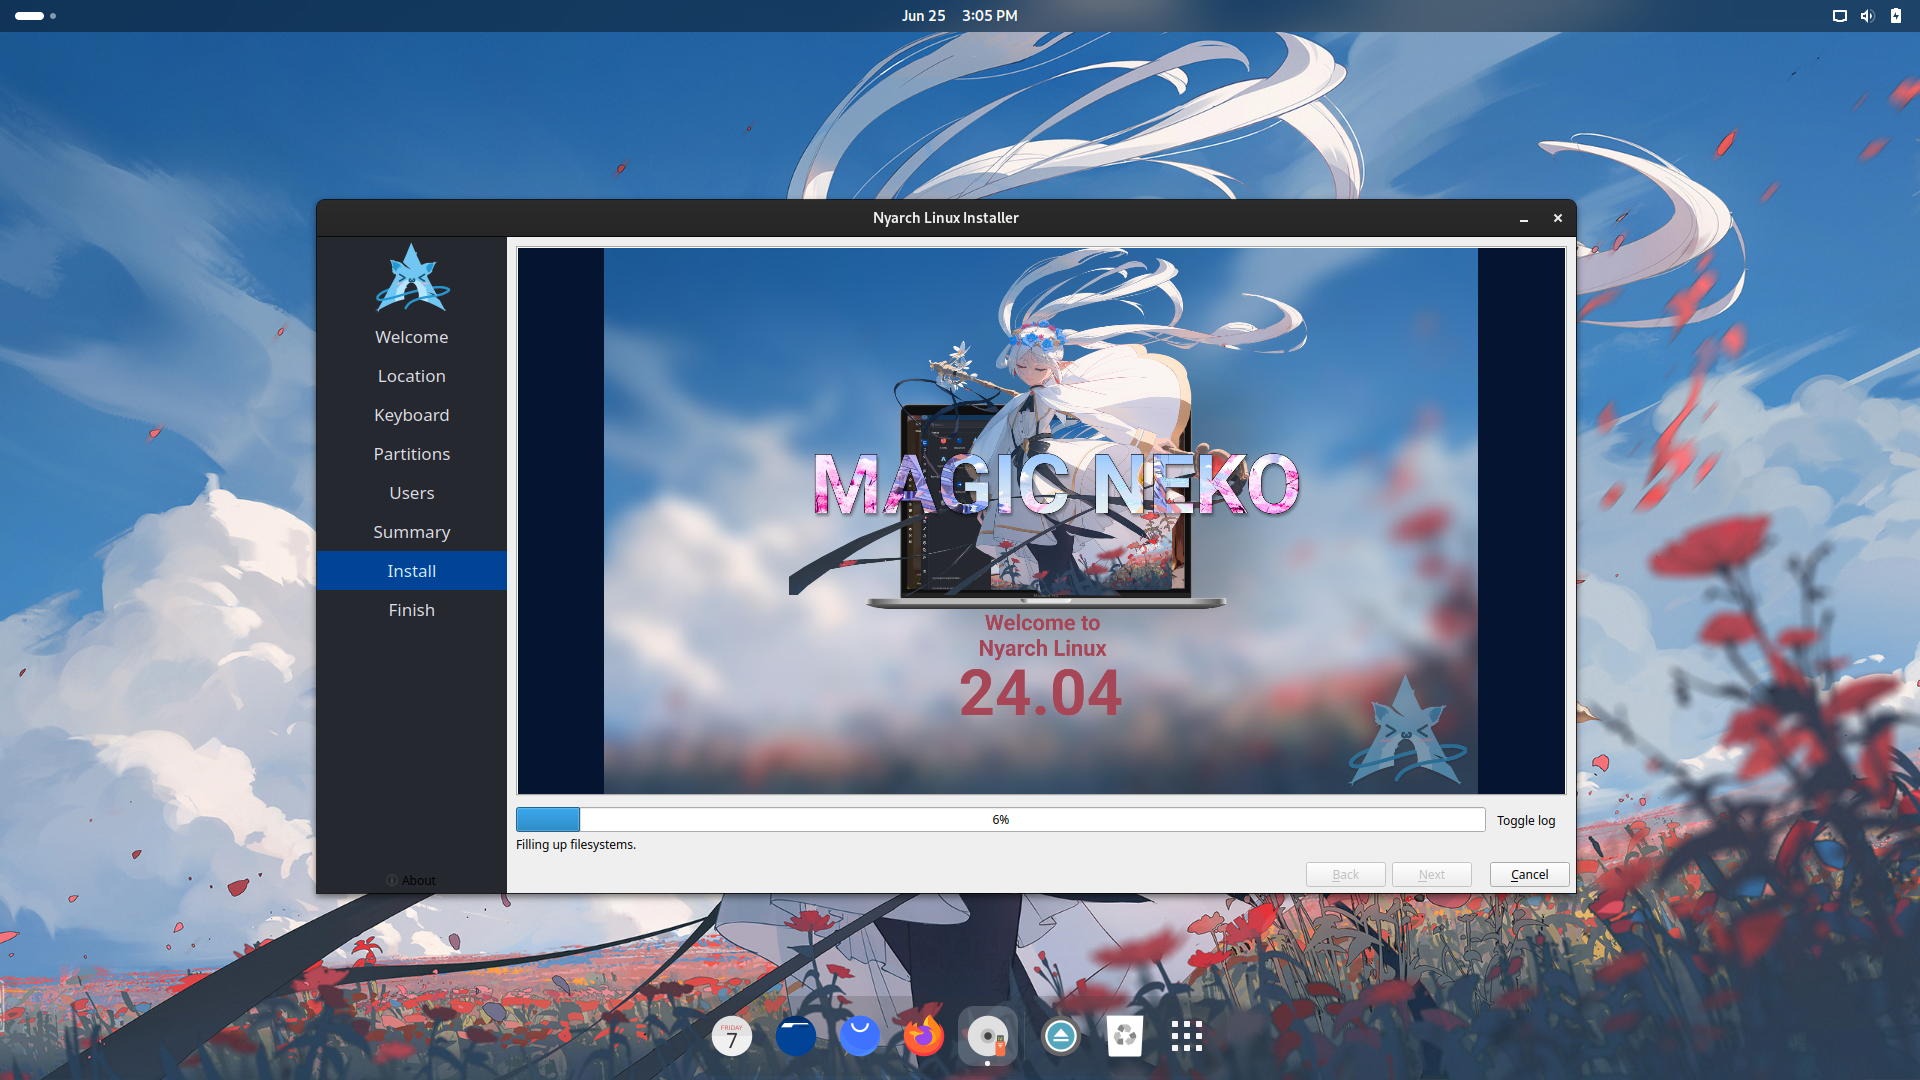 Jun 25 3:05 PM
Nyarch Linux Installer
Welcome
Location
Keyboard
Partitions
Users
Summary
Install
Finish
About
MAGIC NEKO
Welcome to
Nyarch Linux
24.04
6%
Toggle log
Filling up filesystems.
Back
Next
Cancel
FRIDAY
7